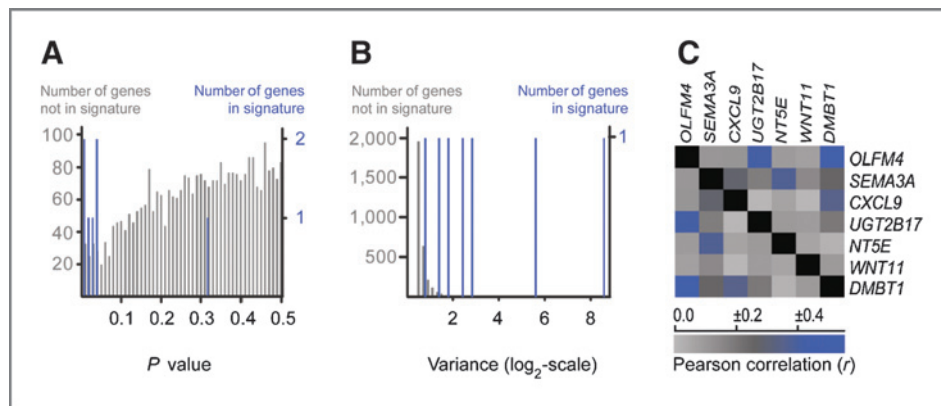 A
Number of genes
not in signature
Number of genes
in signature
100
80
60
40
20
2
1
0.1 0.2 0.3 0.4 0.5
P value
B
Number of genes
not in signature
Number of genes
in signature
2,000
1,500
1,000
500
1
2 4 6 8
Variance (log2-scale)
C
OLFM4
SEMA3A
CXCL9
UGT2B17
NT5E
WNT11
DMBT1
OLFM4
SEMA3A
CXCL9
UGT2B17
NT5E
WNT11
DMBT1
0.0 ±0.2 ±0.4
Pearson correlation (r)